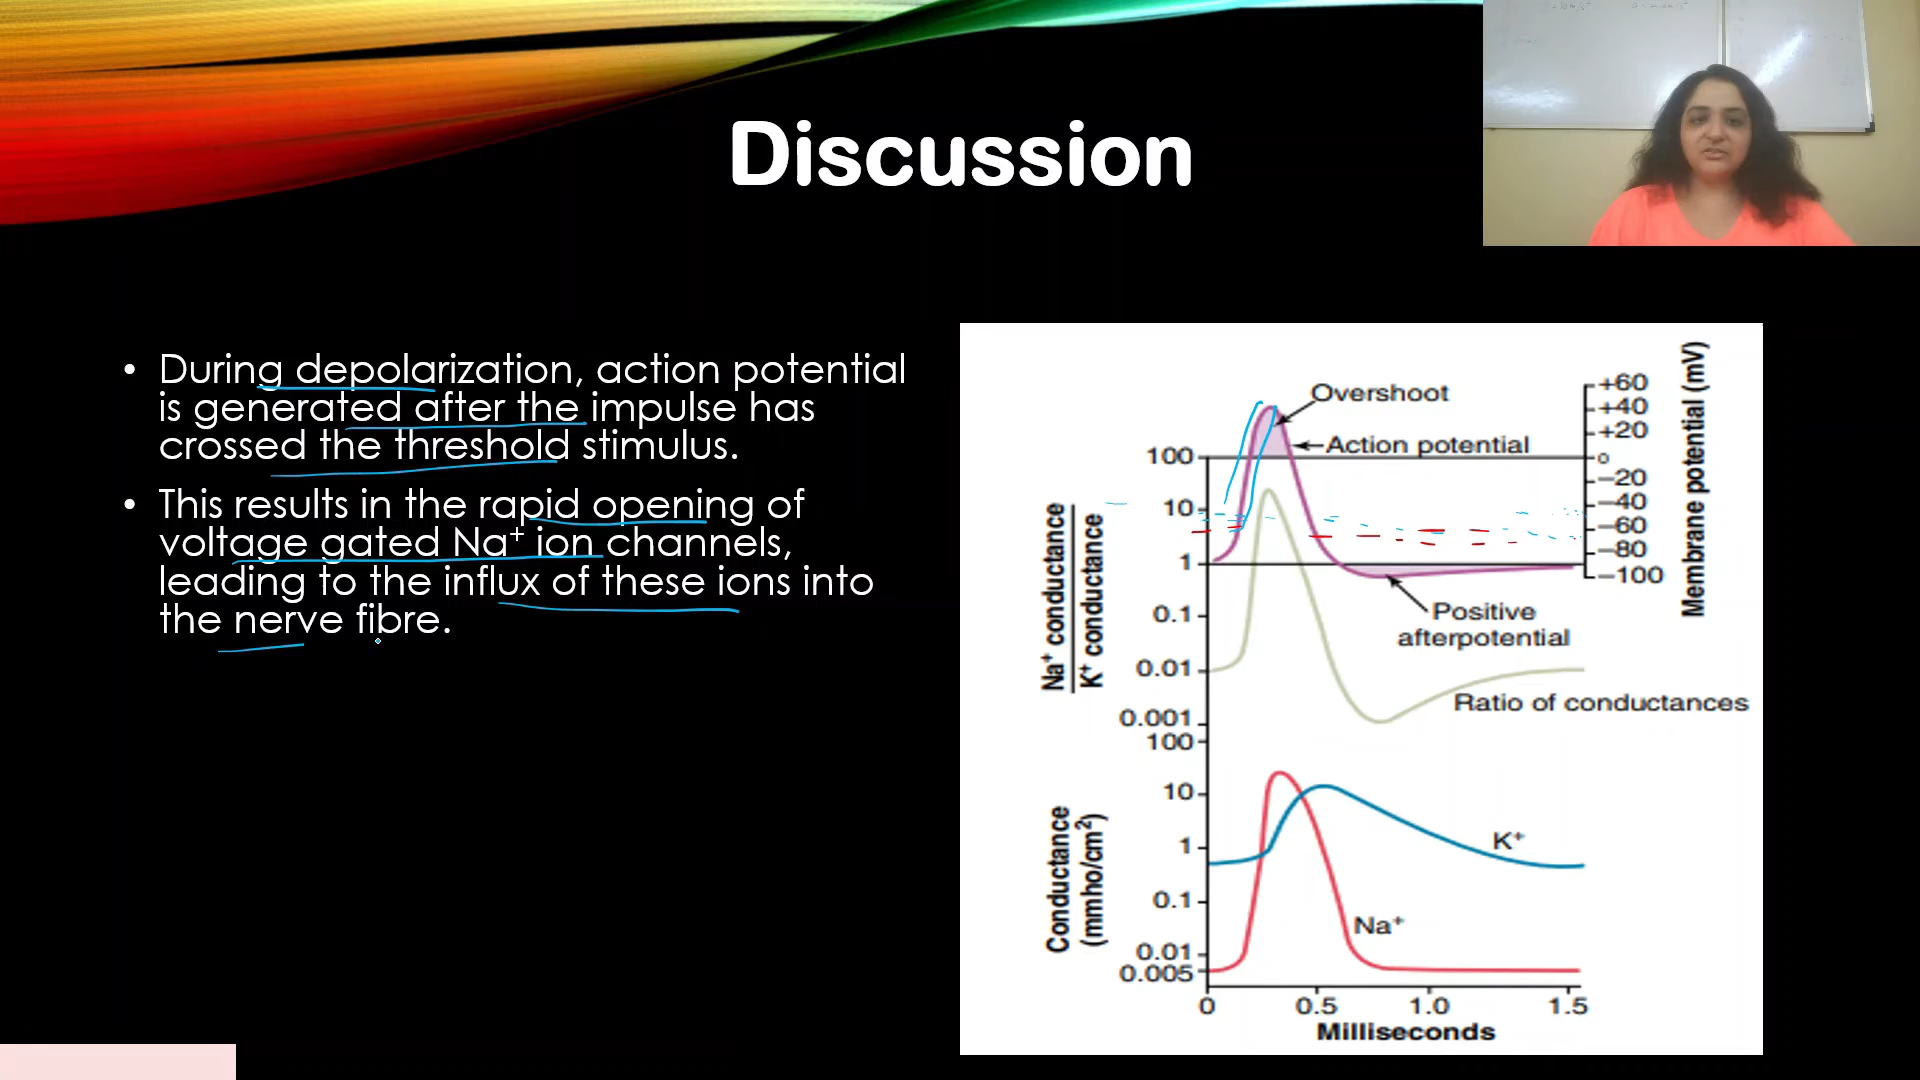 Discussion
• During depolarization, action potential
is generated after the impulse has
crossed the threshold stimulus.
• This results in the rapid opening of
voltage gated Na⁺ ion channels,
leading to the influx of these ions into
the nerve fibre.
Overshoot
Action potential
Positive
afterpotential
Ratio of conductances
Na⁺ conductance
K⁺ conductance
100
10
1
0.1
0.01
0.001
Membrane potential (mV)
+60
+40
+20
0
–20
–40
–60
–80
–100
Conductance
(mmho/cm²)
100
10
1
0.1
0.01
0.005
K⁺
Na⁺
0 0.5 1.0 1.5
Milliseconds